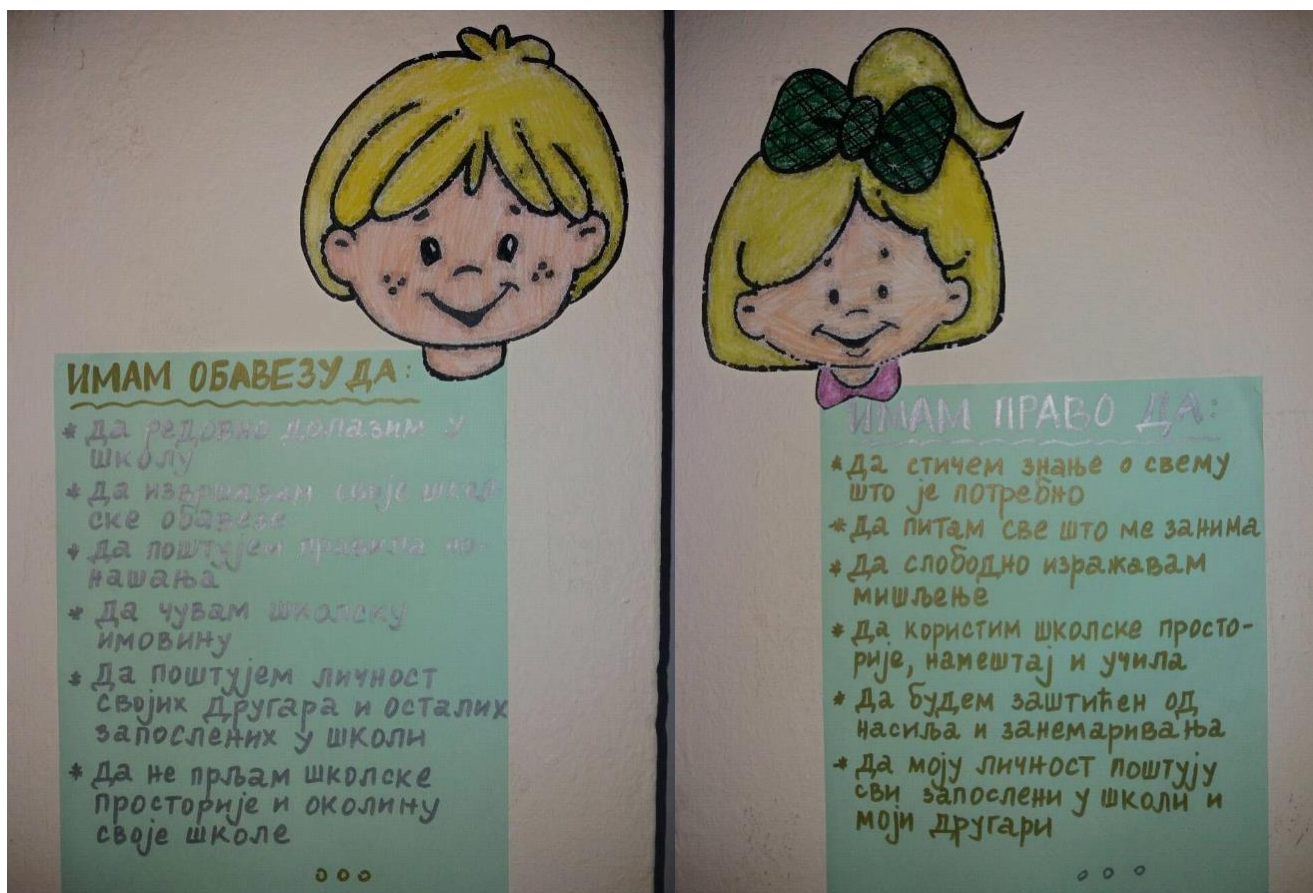 ИМАМ ОБАВЕЗУ ДА:
* Да редовно долазим у
школу
* Да извршавам своје школ-
ске обавезе
* Да поштујем правила по-
нашања
* Да чувам школску
имовину
* Да поштујем личност
својих другара и осталих
запослених у школи
* Да не прљам школске
просторије и околину
своје школе
ооо
ИМАМ ПРАВО ДА:
* Да стичем знање о свему
што је потребно
* Да питам све што ме занима
* Да слободно изражавам
мишљење
* Да користим школске просто-
рије, намештај и учила
* Да будем заштићен од
насиља и занемаривања
* Да моју личност поштују
сви запослени у школи и
моји другари
ооо